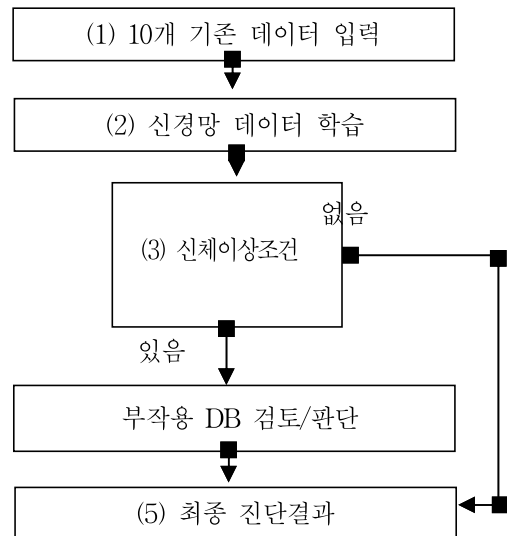 (1) 10개 기존 데이터 입력
(2) 신경망 데이터 학습
없음
(3) 신체이상조건
있음
부작용 DB 검토/판단
(5) 최종 진단결과